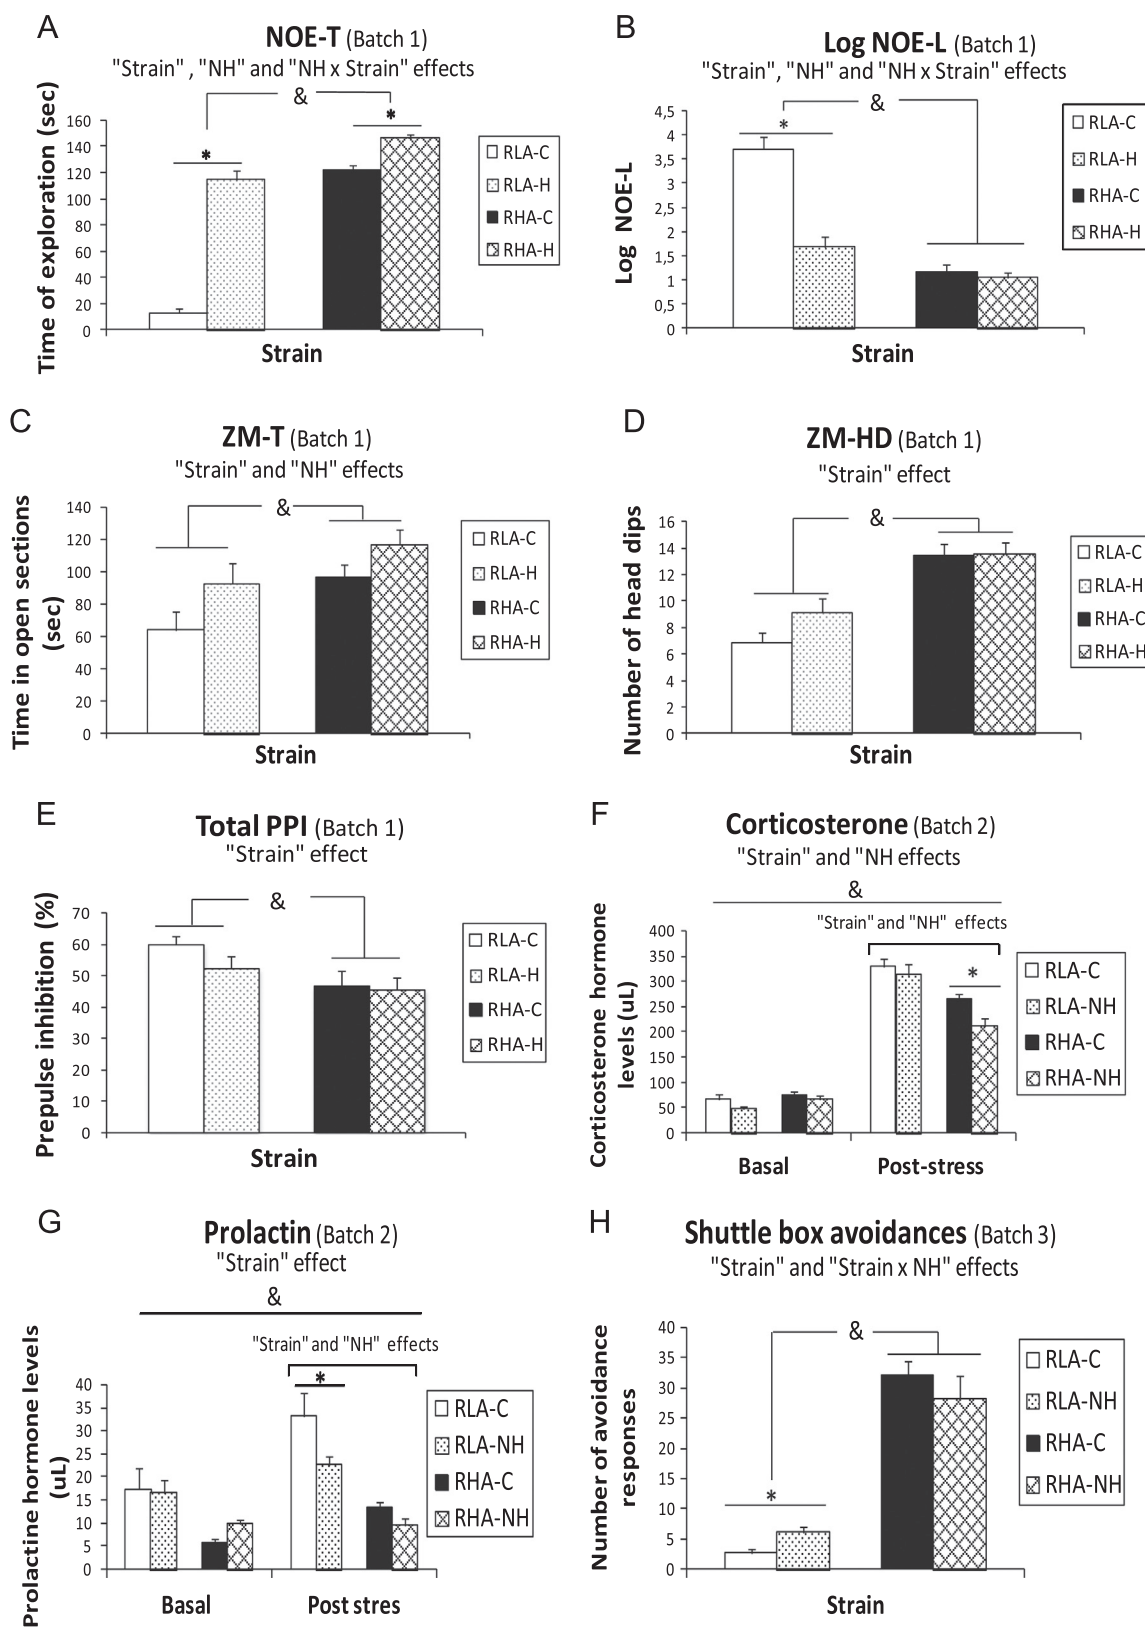 A
NOE-T (Batch 1)
"Strain" , "NH" and "NH x Strain" effects
&
*
*
Time of exploration (sec)
160
140
120
100
80
60
40
20
0
Strain
RLA-C
RLA-H
RHA-C
RHA-H
B
Log NOE-L (Batch 1)
"Strain", "NH" and "NH x Strain" effects
&
*
Log NOE-L
4,5
4
3,5
3
2,5
2
1,5
1
0,5
0
Strain
RLA-C
RLA-H
RHA-C
RHA-H
C
ZM-T (Batch 1)
"Strain" and "NH" effects
&
Time in open sections
(sec)
140
120
100
80
60
40
20
0
Strain
RLA-C
RLA-H
RHA-C
RHA-H
D
ZM-HD (Batch 1)
"Strain" effect
&
Number of head dips
16
14
12
10
8
6
4
2
0
Strain
RLA-C
RLA-H
RHA-C
RHA-H
E
Total PPI (Batch 1)
"Strain" effect
&
Prepulse inhibition (%)
70
60
50
40
30
20
10
0
Strain
RLA-C
RLA-H
RHA-C
RHA-H
F
Corticosterone (Batch 2)
"Strain" and "NH effects
&
"Strain" and "NH" effects
*
Corticosterone hormone
levels (uL)
400
350
300
250
200
150
100
50
0
Basal
Post-stress
RLA-C
RLA-NH
RHA-C
RHA-NH
G
Prolactin (Batch 2)
"Strain" effect
&
"Strain" and "NH" effects
*
Prolactine hormone levels
(uL)
40
35
30
25
20
15
10
5
0
Basal
Post stres
RLA-C
RLA-NH
RHA-C
RHA-NH
H
Shuttle box avoidances (Batch 3)
"Strain" and "Strain x NH" effects
&
*
Number of avoidance
responses
40
35
30
25
20
15
10
5
0
Strain
RLA-C
RLA-NH
RHA-C
RHA-NH